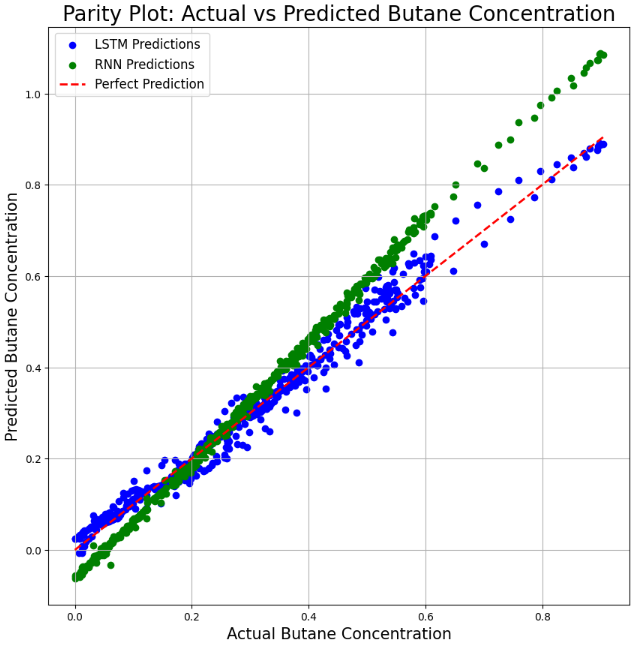 Parity Plot: Actual vs Predicted Butane Concentration
LSTM Predictions
RNN Predictions
Perfect Prediction
Predicted Butane Concentration
1.0
0.8
0.6
0.4
0.2
0.0
0.0 0.2 0.4 0.6 0.8
Actual Butane Concentration